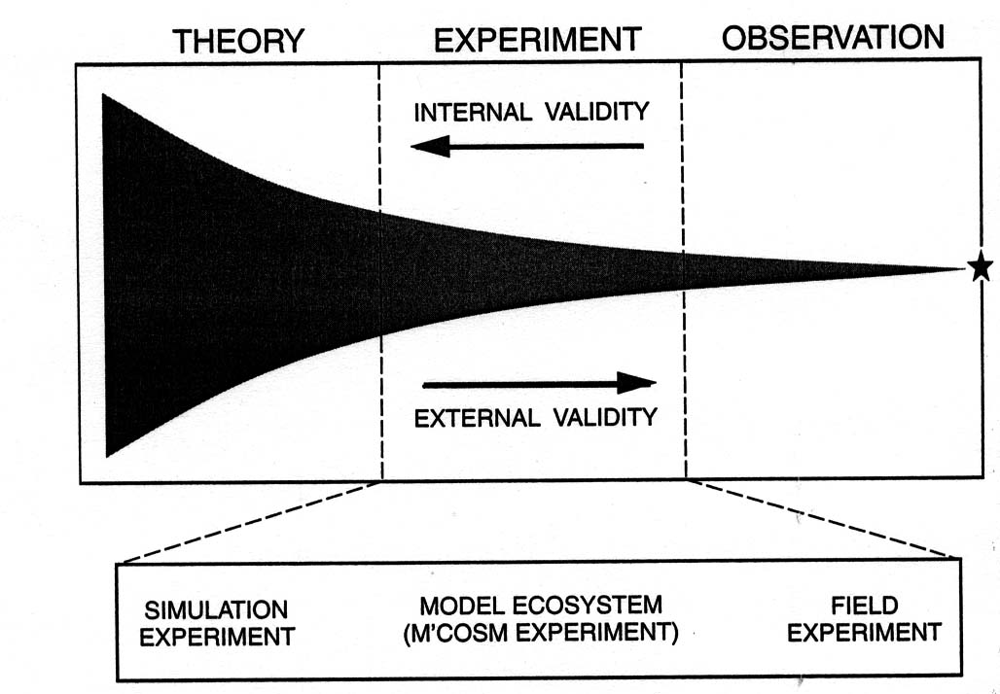 THEORY
EXPERIMENT
OBSERVATION
INTERNAL VALIDITY
EXTERNAL VALIDITY
SIMULATION
EXPERIMENT
MODEL ECOSYSTEM
(M'COSM EXPERIMENT)
FIELD
EXPERIMENT